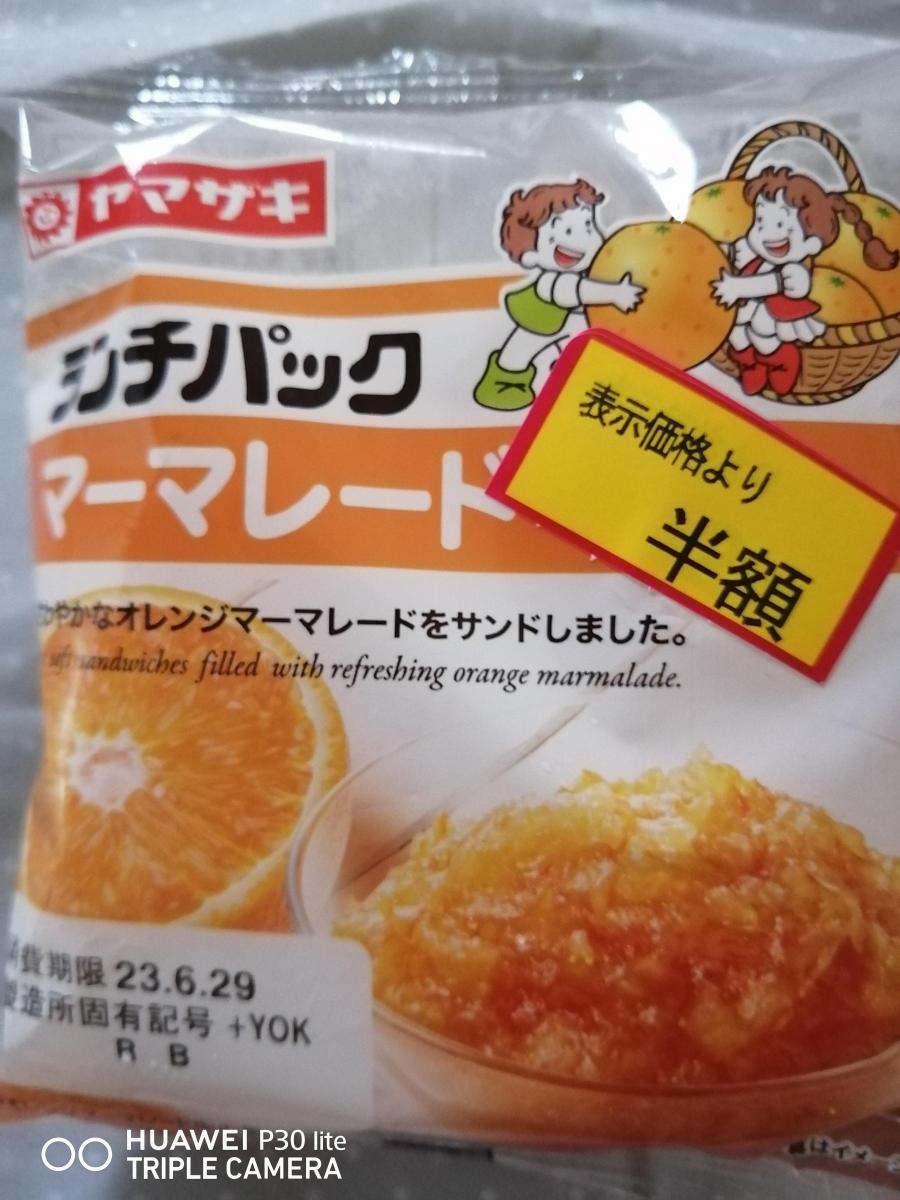 ヤマザキ
ランチパック
マーマレード
表示価格より
半額
やかなオレンジマーマレードをサンドしました。
soft sandwiches filled with refreshing orange marmalade.
消費期限 23.6.29
製造所固有記号 +YOK
R B
HUAWEI P30 lite
TRIPLE CAMERA